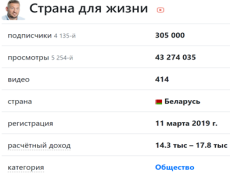 Страна для жизни
подписчики 4 135-й 305 000
просмотры 5 254-й 43 274 035
видео 414
страна Беларусь
регистрация 11 марта 2019 г.
расчётный доход 14.3 тыс – 17.8 тыс
категория Общество